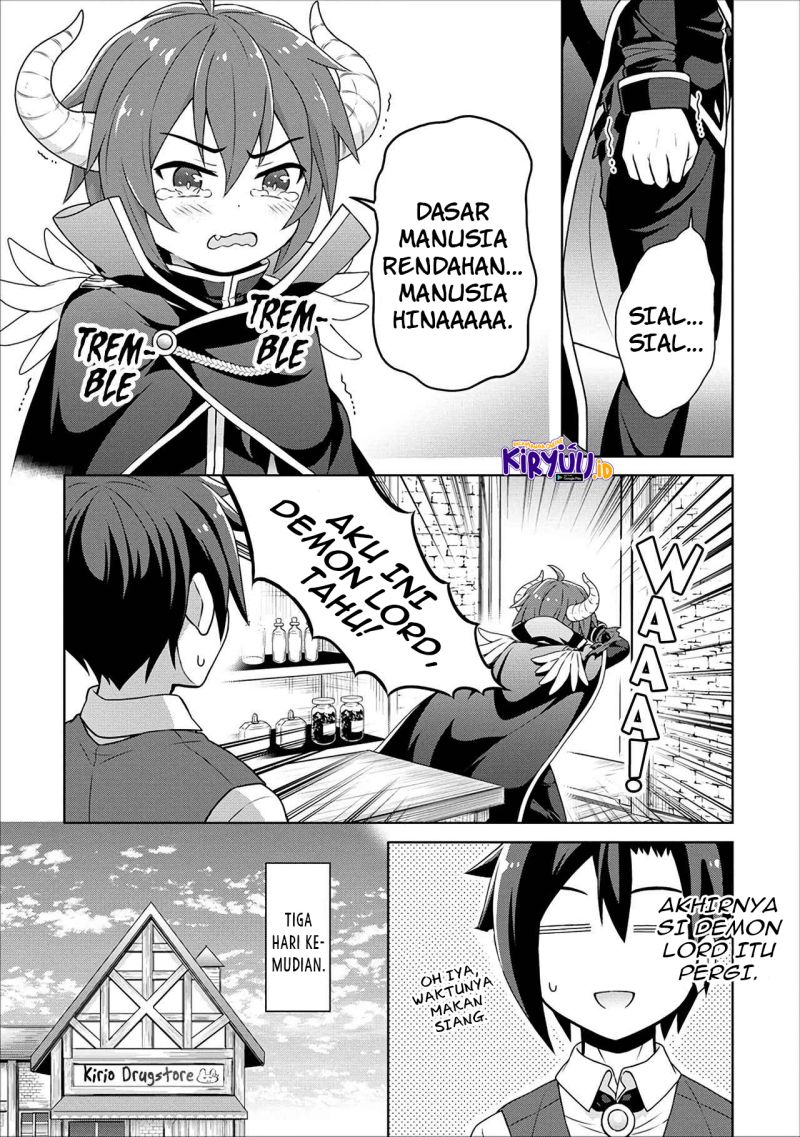 SIAL...
SIAL...
DASAR
MANUSIA
RENDAHAN...
MANUSIA
HINAAAAA.
TREM-
BLE
TREM-
BLE
KIRYUU.ID
AKU INI
DEMON LORD,
TAHU!
WAAA!
AKHIRNYA
SI DEMON
LORD ITU
PERGI.
OH IYA,
WAKTUNYA
MAKAN
SIANG.
TIGA
HARI KE-
MUDIAN.
Kirio Drugstore